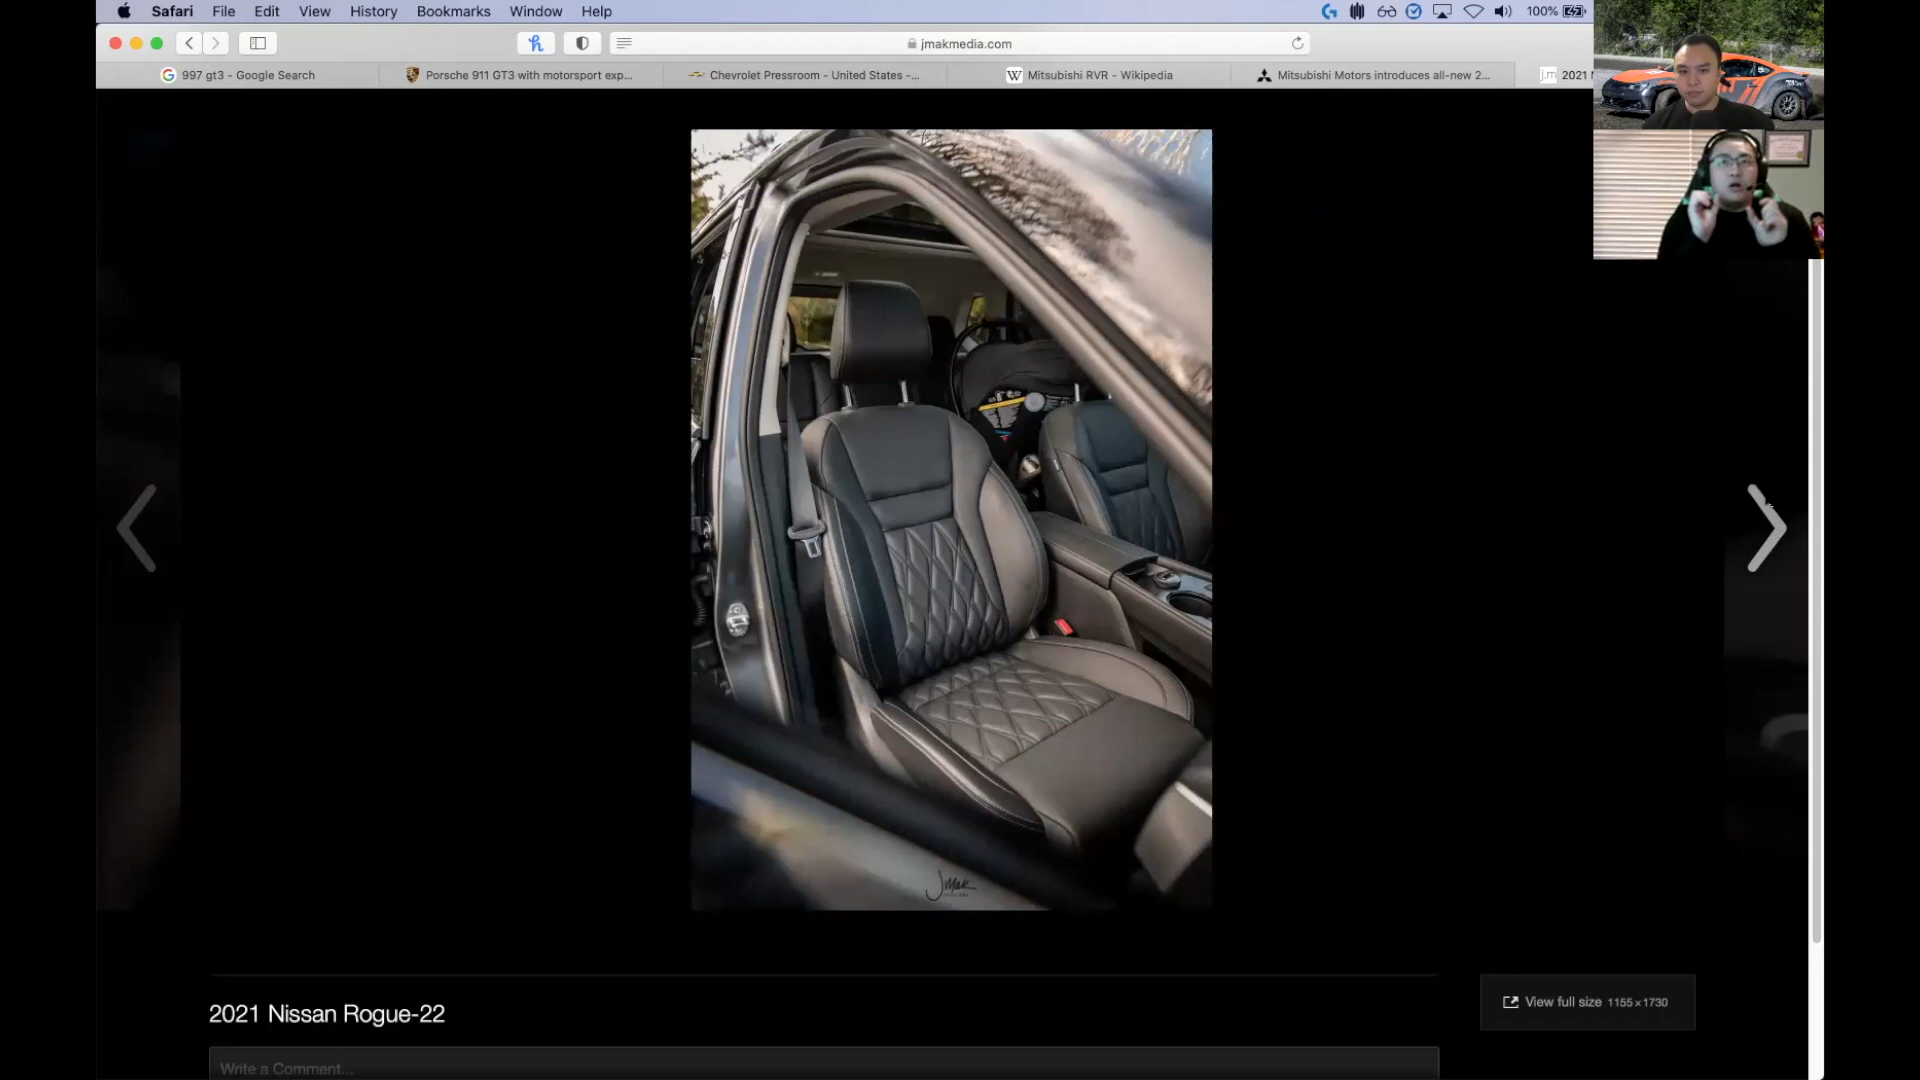 Safari File Edit View History Bookmarks Window Help 100%
jmakmedia.com
997 gt3 - Google Search Porsche 911 GT3 with motorsport exp... Chevrolet Pressroom - United States -... Mitsubishi RVR - Wikipedia Mitsubishi Motors introduces all-new 2... j.m 2021
JMak
2021 Nissan Rogue-22
View full size 1155×1730
Write a Comment...